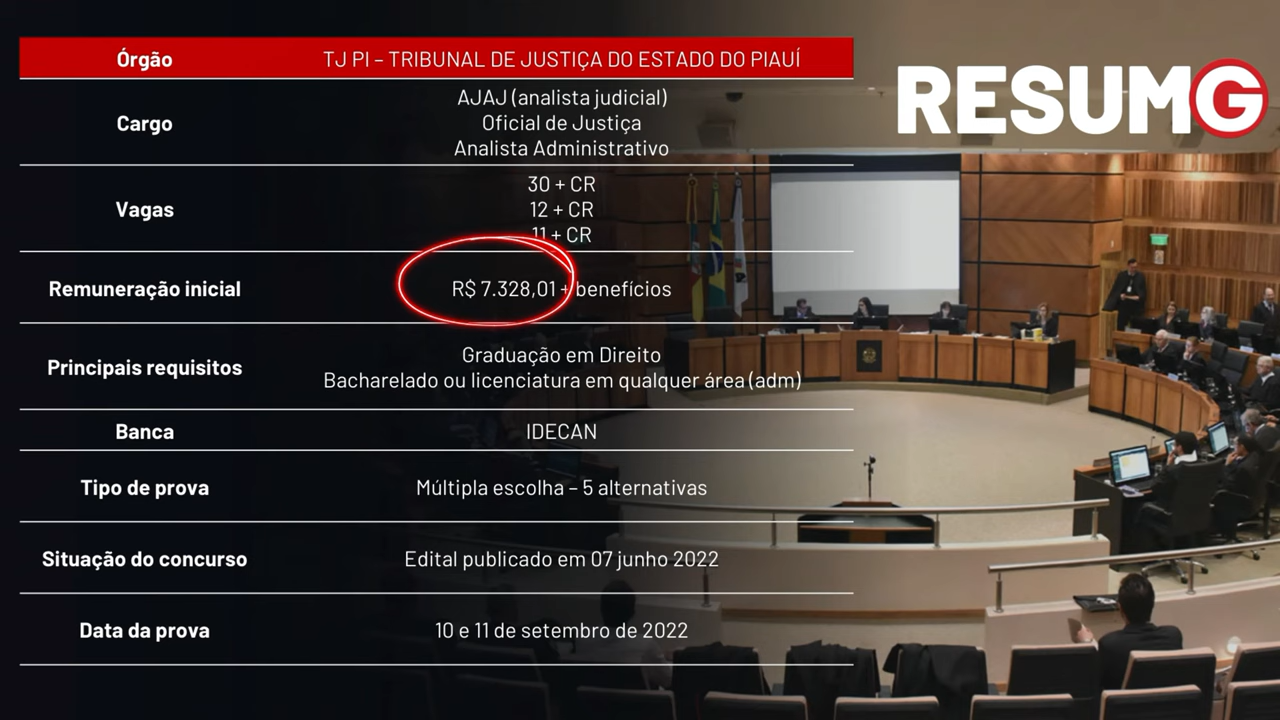 Órgão
TJ PI – TRIBUNAL DE JUSTIÇA DO ESTADO DO PIAUÍ
RESUMG
Cargo
AJAJ (analista judicial)
Oficial de Justiça
Analista Administrativo
Vagas
30 + CR
12 + CR
11 + CR
Remuneração inicial
R$ 7.328,01 + benefícios
Principais requisitos
Graduação em Direito
Bacharelado ou licenciatura em qualquer área (adm)
Banca
IDECAN
Tipo de prova
Múltipla escolha – 5 alternativas
Situação do concurso
Edital publicado em 07 junho 2022
Data da prova
10 e 11 de setembro de 2022